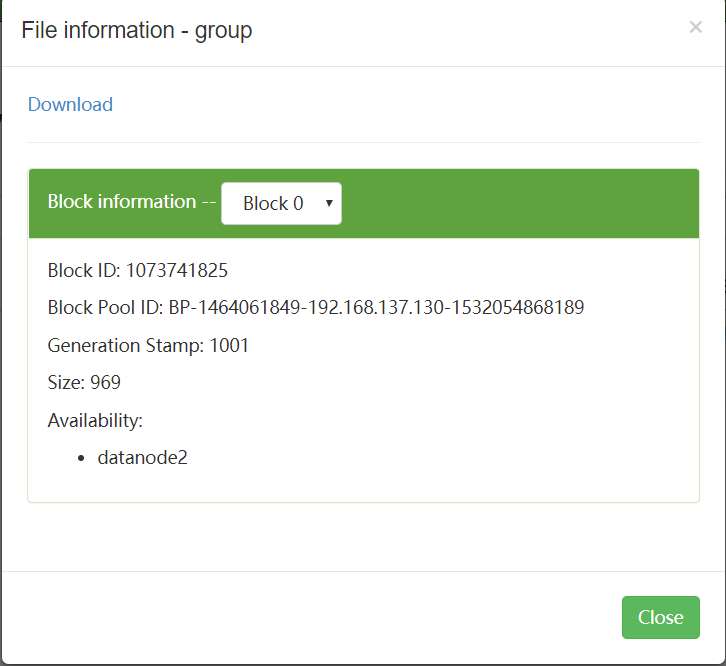 File information - group
×
Download
Block information -- Block 0
Block ID: 1073741825
Block Pool ID: BP-1464061849-192.168.137.130-1532054868189
Generation Stamp: 1001
Size: 969
Availability:
• datanode2
Close